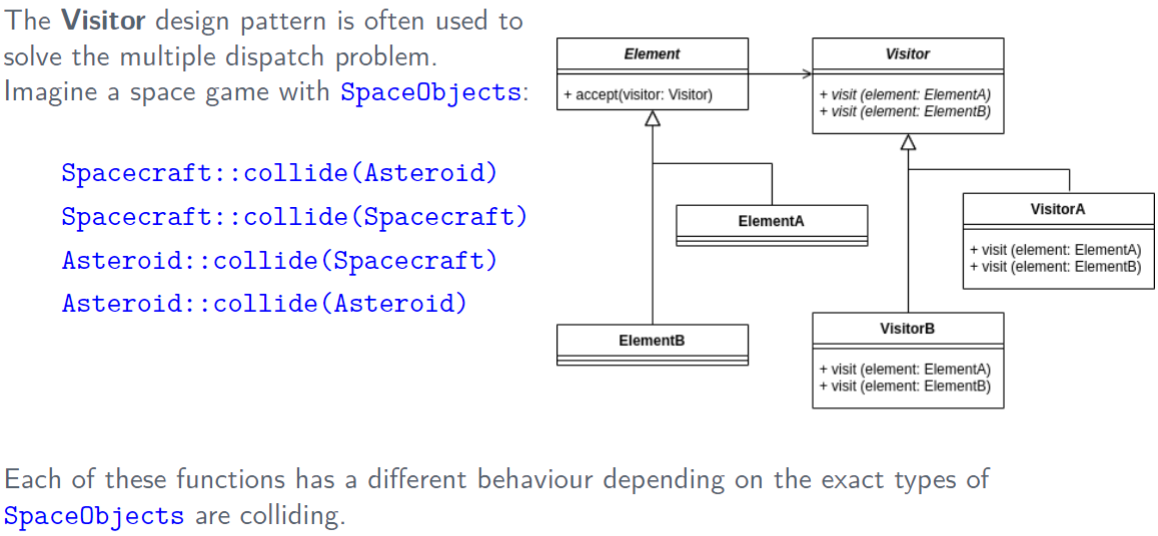 The Visitor design pattern is often used to
solve the multiple dispatch problem.
Imagine a space game with SpaceObjects:
Spacecraft::collide(Asteroid)
Spacecraft::collide(Spacecraft)
Asteroid::collide(Spacecraft)
Asteroid::collide(Asteroid)
Element
+ accept(visitor: Visitor)
Visitor
+ visit (element: ElementA)
+ visit (element: ElementB)
ElementA
VisitorA
+ visit (element: ElementA)
+ visit (element: ElementB)
ElementB
VisitorB
+ visit (element: ElementA)
+ visit (element: ElementB)
Each of these functions has a different behaviour depending on the exact types of
SpaceObjects are colliding.